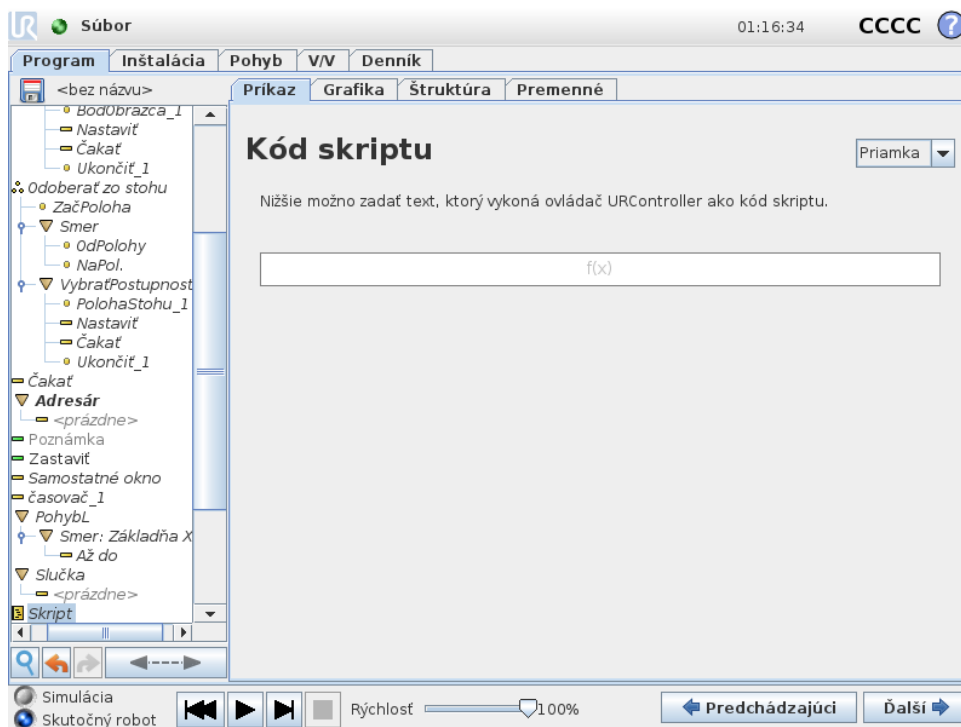 UR Súbor 01:16:34 CCCC ?
Program Inštalácia Pohyb V/V Denník
<bez názvu> Príkaz Grafika Štruktúra Premenné
BodObrazca_1
Nastaviť
Čakať
Ukončiť_1
Odoberať zo stohu
ZačPoloha
Smer
OdPolohy
NaPol.
VybraťPostupnost
PolohaStohu_1
Nastaviť
Čakať
Ukončiť_1
Čakať
Adresár
<prázdne>
Poznámka
Zastaviť
Samostatné okno
časovač_1
PohybL
Smer: Základňa X
Až do
Slučka
<prázdne>
Skript
Kód skriptu
Priamka
Nižšie možno zadať text, ktorý vykoná ovládač URController ako kód skriptu.
f(x)
Simulácia
Skutočný robot
Rýchlosť 100%
Predchádzajúci Ďalší